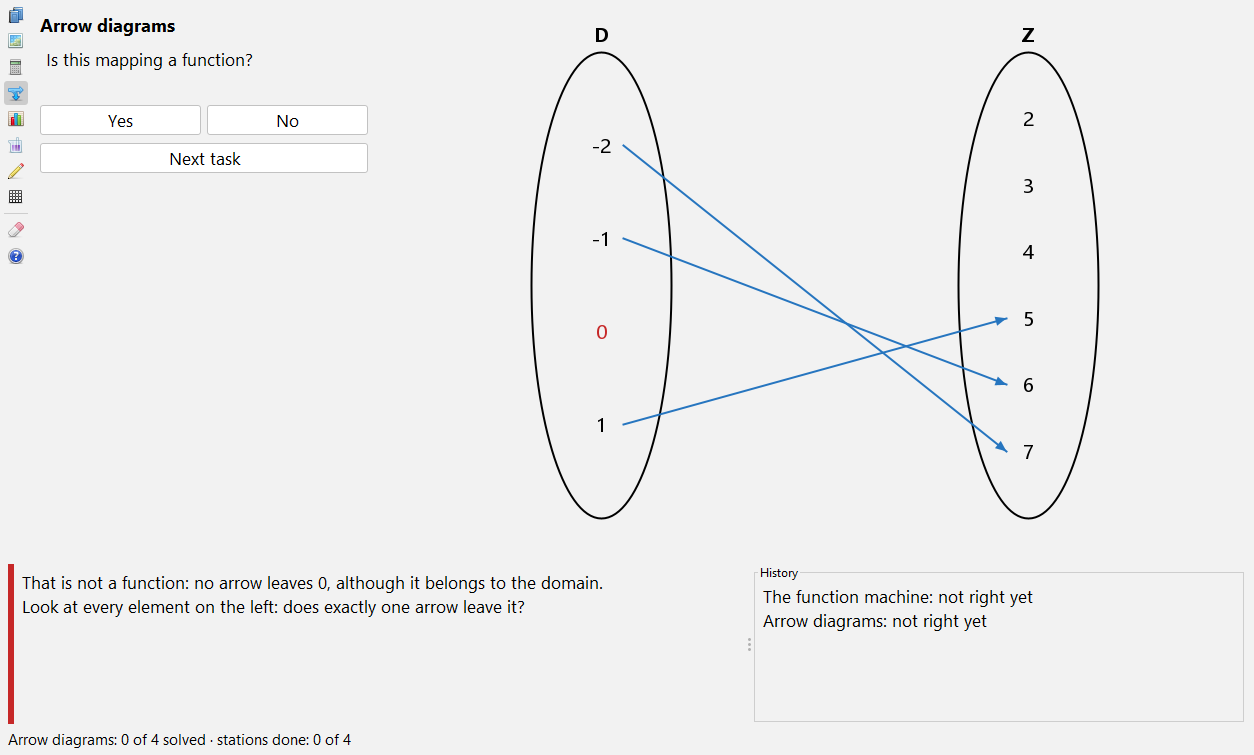 Arrow diagrams
Is this mapping a function?
Yes
No
Next task
D
Z
-2
-1
0
1
2
3
4
5
6
7
That is not a function: no arrow leaves 0, although it belongs to the domain.
Look at every element on the left: does exactly one arrow leave it?
History
The function machine: not right yet
Arrow diagrams: not right yet
Arrow diagrams: 0 of 4 solved · stations done: 0 of 4